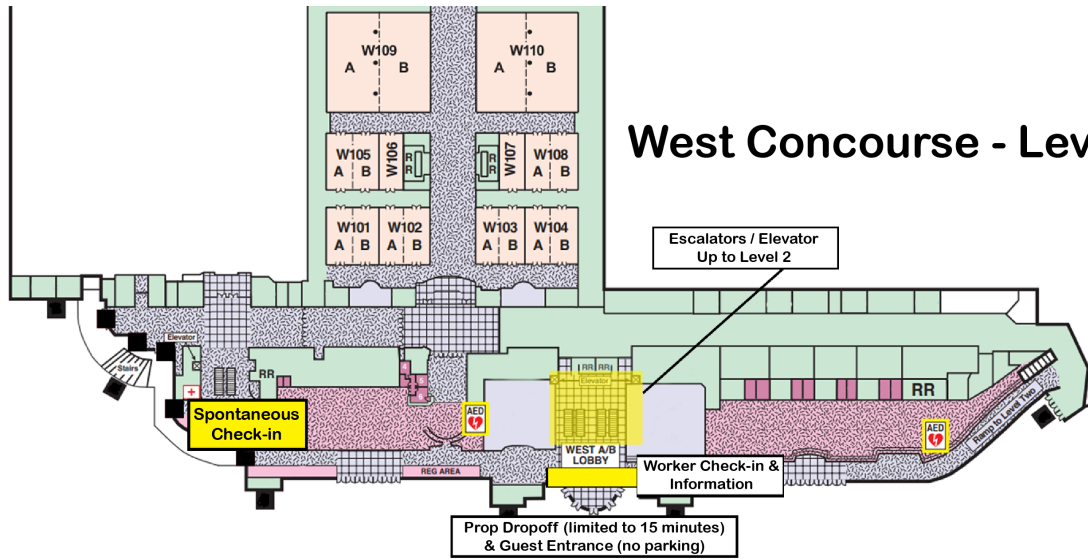 W109
A B
W110
A B
West Concourse - Lev
W105
A B
W106
RR
RR
W107
W108
A B
W101
A B
W102
A B
W103
A B
W104
A B
Escalators / Elevator
Up to Level 2
Elevator
Stairs
RR
RR RR
Elevator
RR
Ramp to Level Two
Spontaneous
Check-in
AED
AED
WEST A/B
LOBBY
REG AREA
Worker Check-in &
Information
Prop Dropoff (limited to 15 minutes)
& Guest Entrance (no parking)